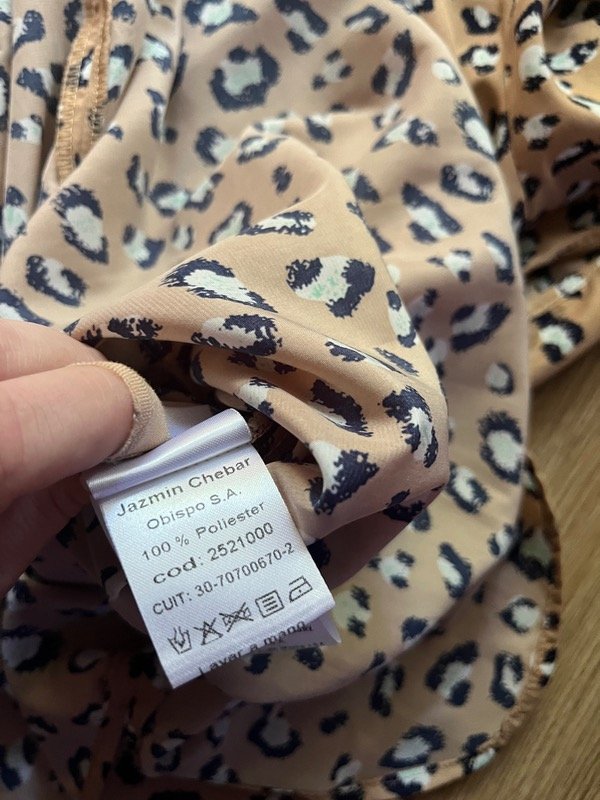 Jazmin Chebar
Obispo S.A.
100 % Poliester
cod: 2521000
CUIT: 30-70700670-2
Lavar a mano.